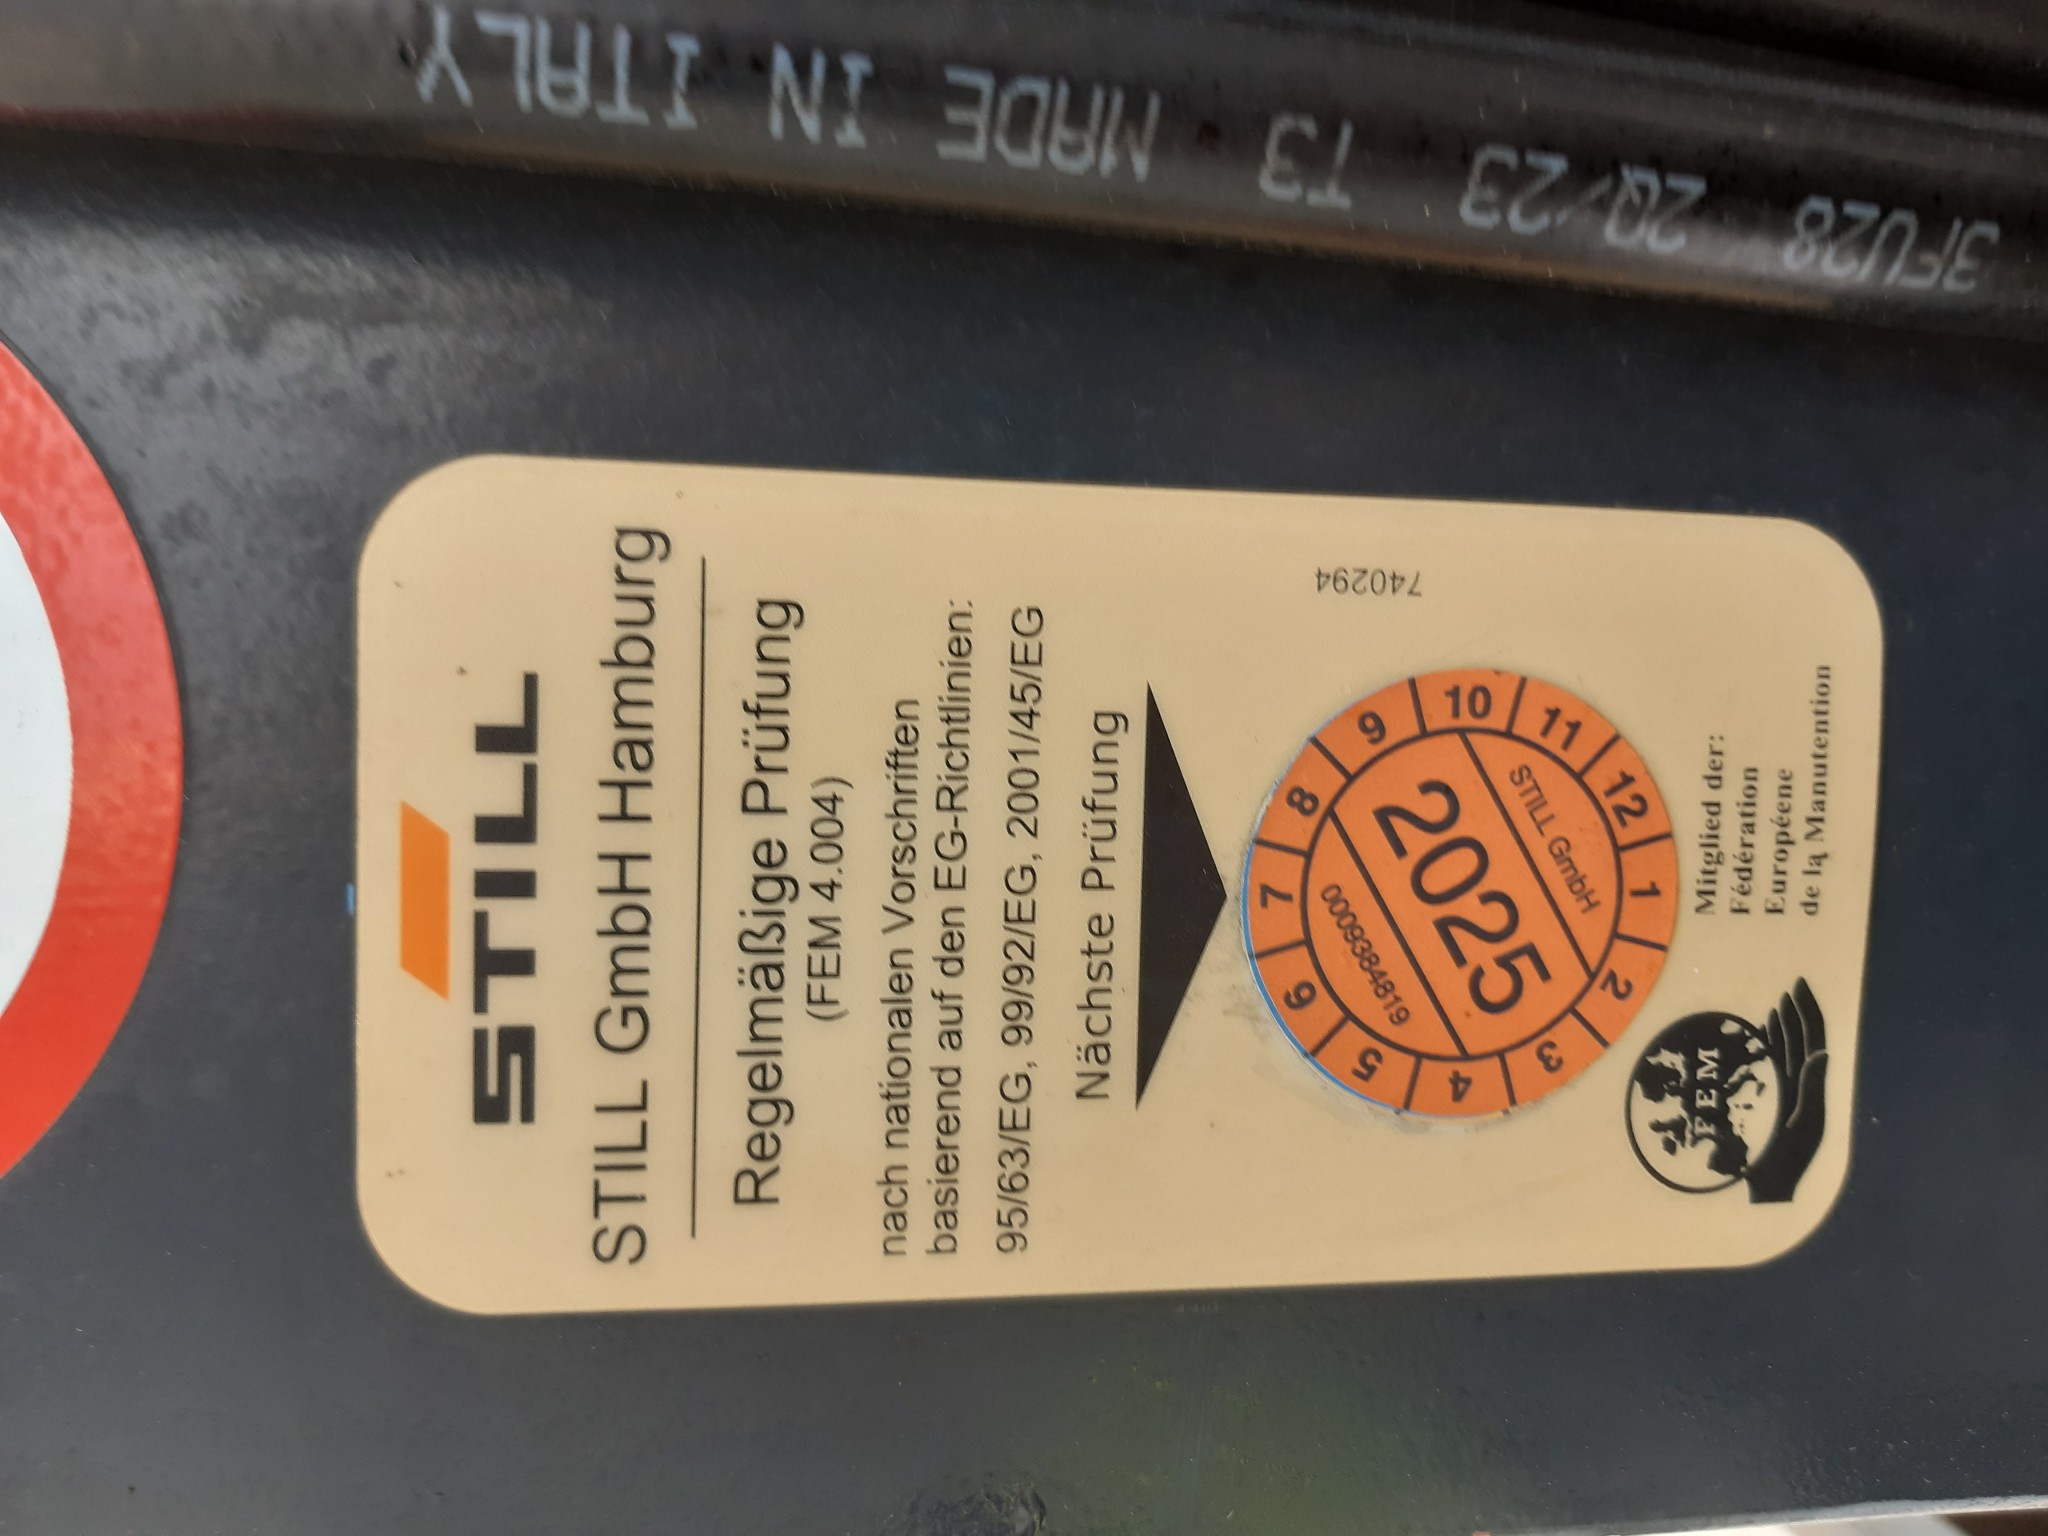 3FU28 2Q/23 T3 MADE IN ITALY
STILL
STILL GmbH Hamburg
Regelmäßige Prüfung
(FEM 4.004)
nach nationalen Vorschriften
basierend auf den EG-Richtlinien:
95/63/EG, 99/92/EG, 2001/45/EG
Nächste Prüfung
740294
1 2 3 4 5 6 7 8 9 10 11 12
0009384819
2025
STILL GmbH
FEM
Mitglied der:
Fédération
Européene
de la Manutention